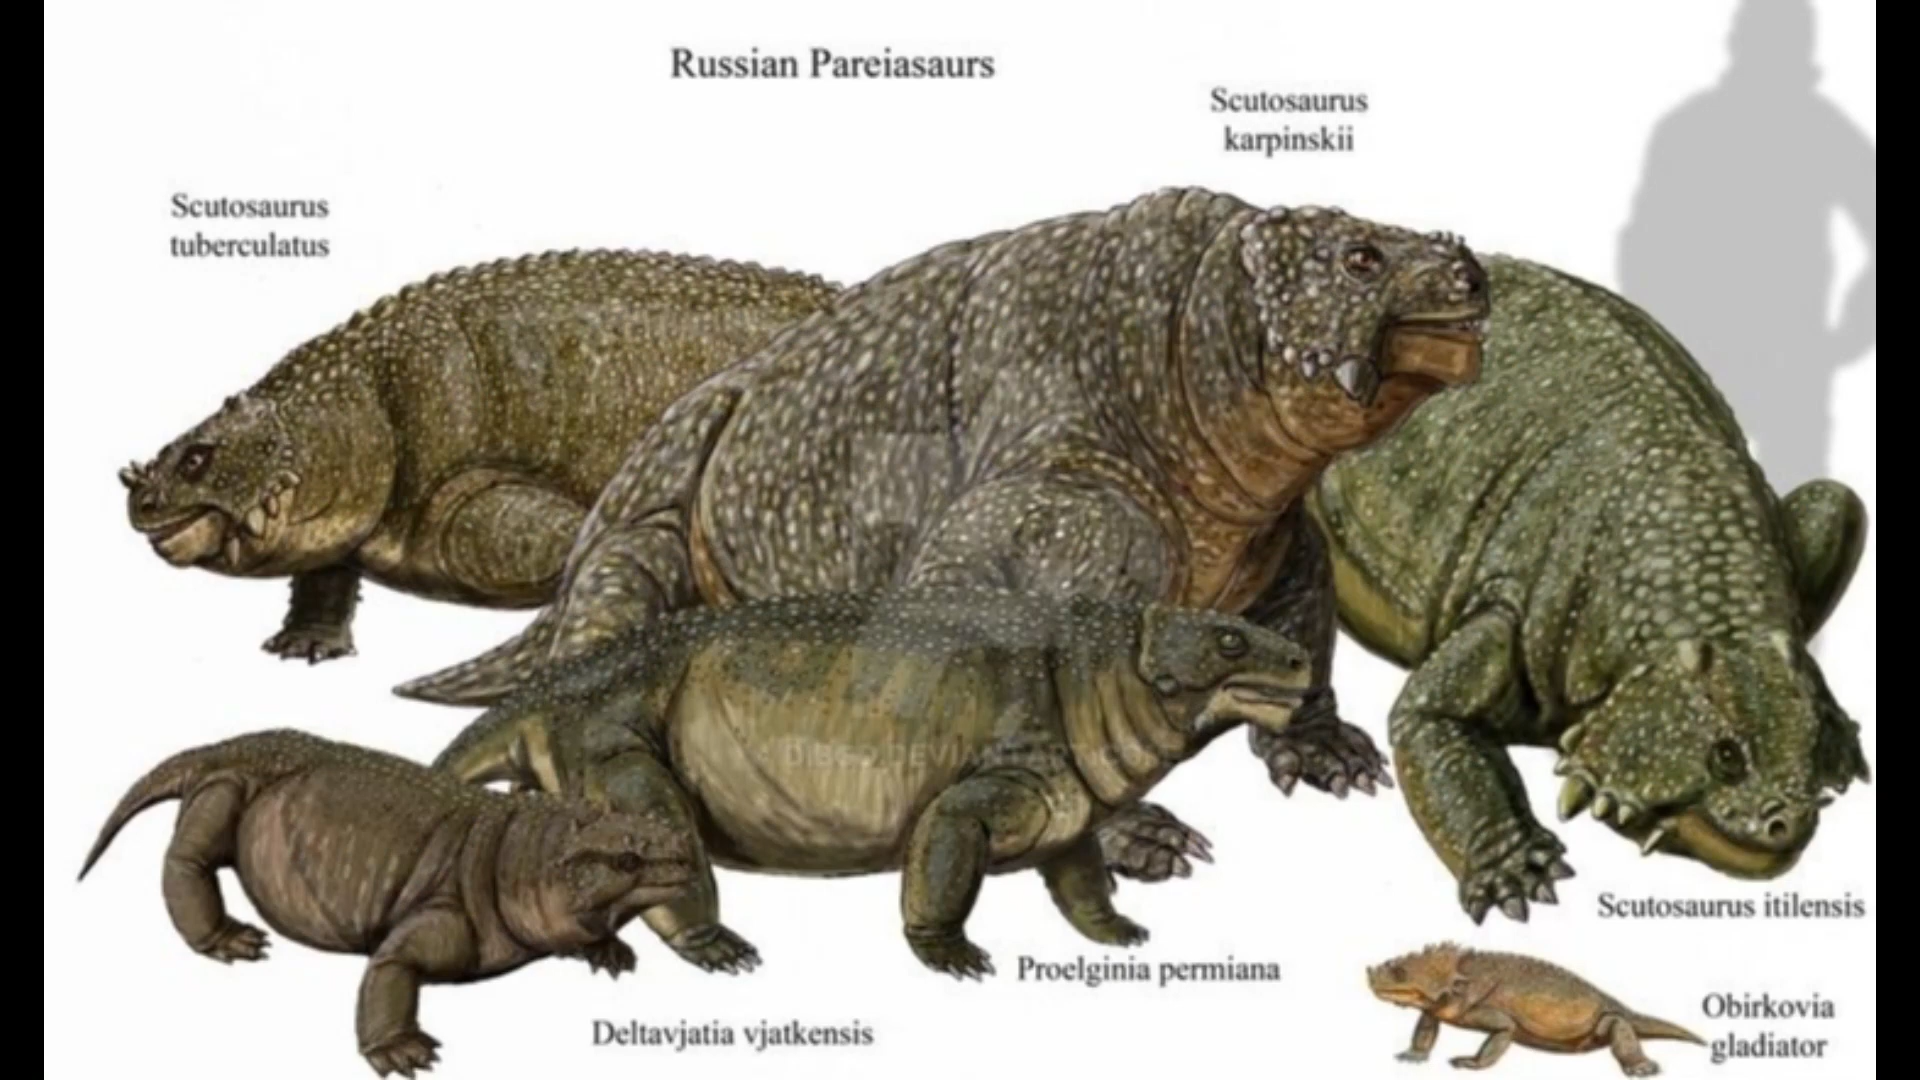 Russian Pareiasaurs
Scutosaurus
karpinskii
Scutosaurus
tuberculatus
Scutosaurus itilensis
Proelginia permiana
Obirkovia
gladiator
Deltavjatia vjatkensis